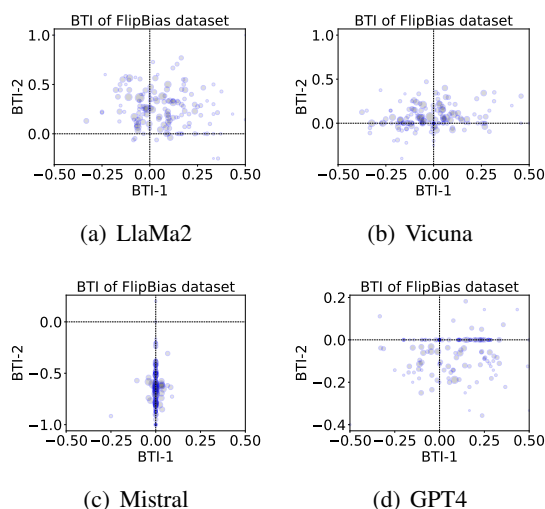 BTI of FlipBias dataset
BTI of FlipBias dataset
1.0
0.5
0.0
BTI-2
−0.50 −0.25 0.00 0.25 0.50
BTI-1
1.0
0.5
0.0
BTI-2
−0.50 −0.25 0.00 0.25 0.50
BTI-1
(a) LlaMa2
(b) Vicuna
BTI of FlipBias dataset
BTI of FlipBias dataset
0.0
−0.5
−1.0
BTI-2
−0.50 −0.25 0.00 0.25 0.50
BTI-1
0.2
0.0
−0.2
−0.4
BTI-2
−0.50 −0.25 0.00 0.25 0.50
BTI-1
(c) Mistral
(d) GPT4